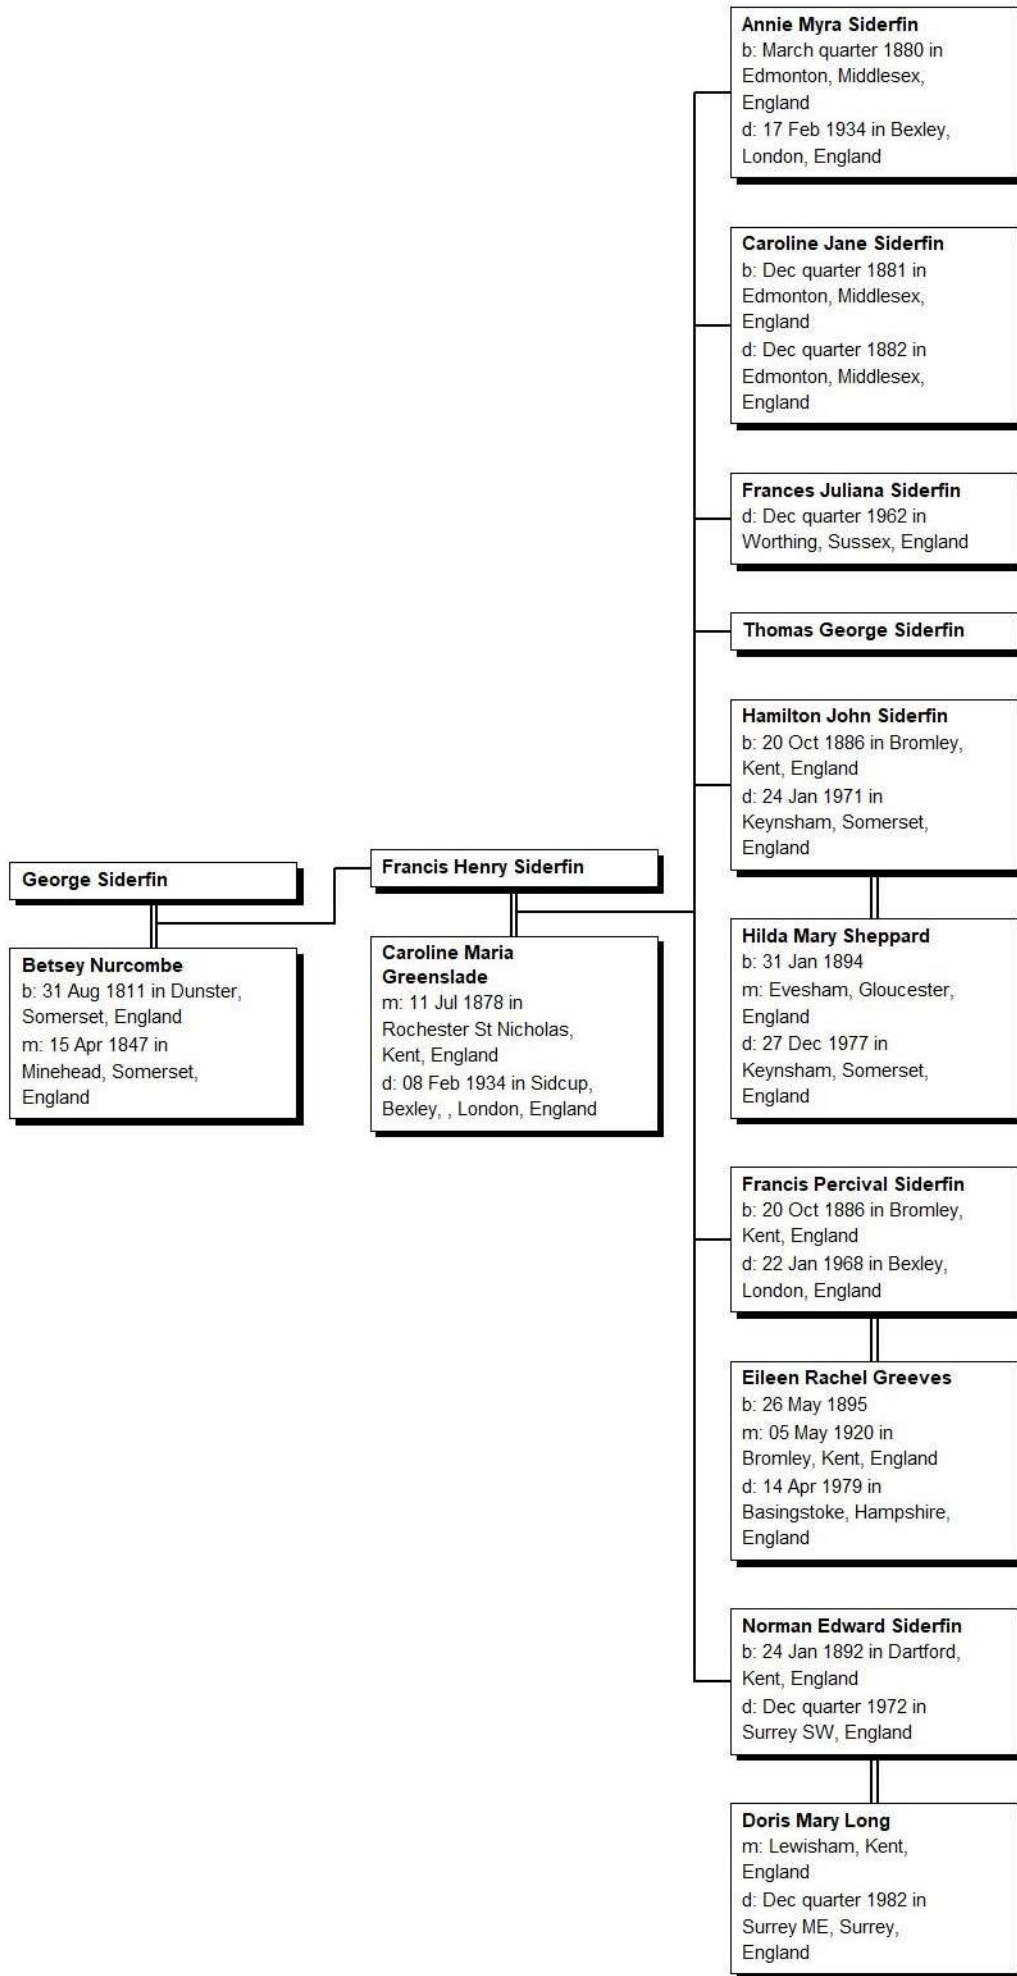 George Siderfin
Betsey Nurcombe
b: 31 Aug 1811 in Dunster,
Somerset, England
m: 15 Apr 1847 in
Minehead, Somerset,
England
Francis Henry Siderfin
Caroline Maria
Greenslade
m: 11 Jul 1878 in
Rochester St Nicholas,
Kent, England
d: 08 Feb 1934 in Sidcup,
Bexley, , London, England
Annie Myra Siderfin
b: March quarter 1880 in
Edmonton, Middlesex,
England
d: 17 Feb 1934 in Bexley,
London, England
Caroline Jane Siderfin
b: Dec quarter 1881 in
Edmonton, Middlesex,
England
d: Dec quarter 1882 in
Edmonton, Middlesex,
England
Frances Juliana Siderfin
d: Dec quarter 1962 in
Worthing, Sussex, England
Thomas George Siderfin
Hamilton John Siderfin
b: 20 Oct 1886 in Bromley,
Kent, England
d: 24 Jan 1971 in
Keynsham, Somerset,
England
Hilda Mary Sheppard
b: 31 Jan 1894
m: Evesham, Gloucester,
England
d: 27 Dec 1977 in
Keynsham, Somerset,
England
Francis Percival Siderfin
b: 20 Oct 1886 in Bromley,
Kent, England
d: 22 Jan 1968 in Bexley,
London, England
Eileen Rachel Greeves
b: 26 May 1895
m: 05 May 1920 in
Bromley, Kent, England
d: 14 Apr 1979 in
Basingstoke, Hampshire,
England
Norman Edward Siderfin
b: 24 Jan 1892 in Dartford,
Kent, England
d: Dec quarter 1972 in
Surrey SW, England
Doris Mary Long
m: Lewisham, Kent,
England
d: Dec quarter 1982 in
Surrey ME, Surrey,
England